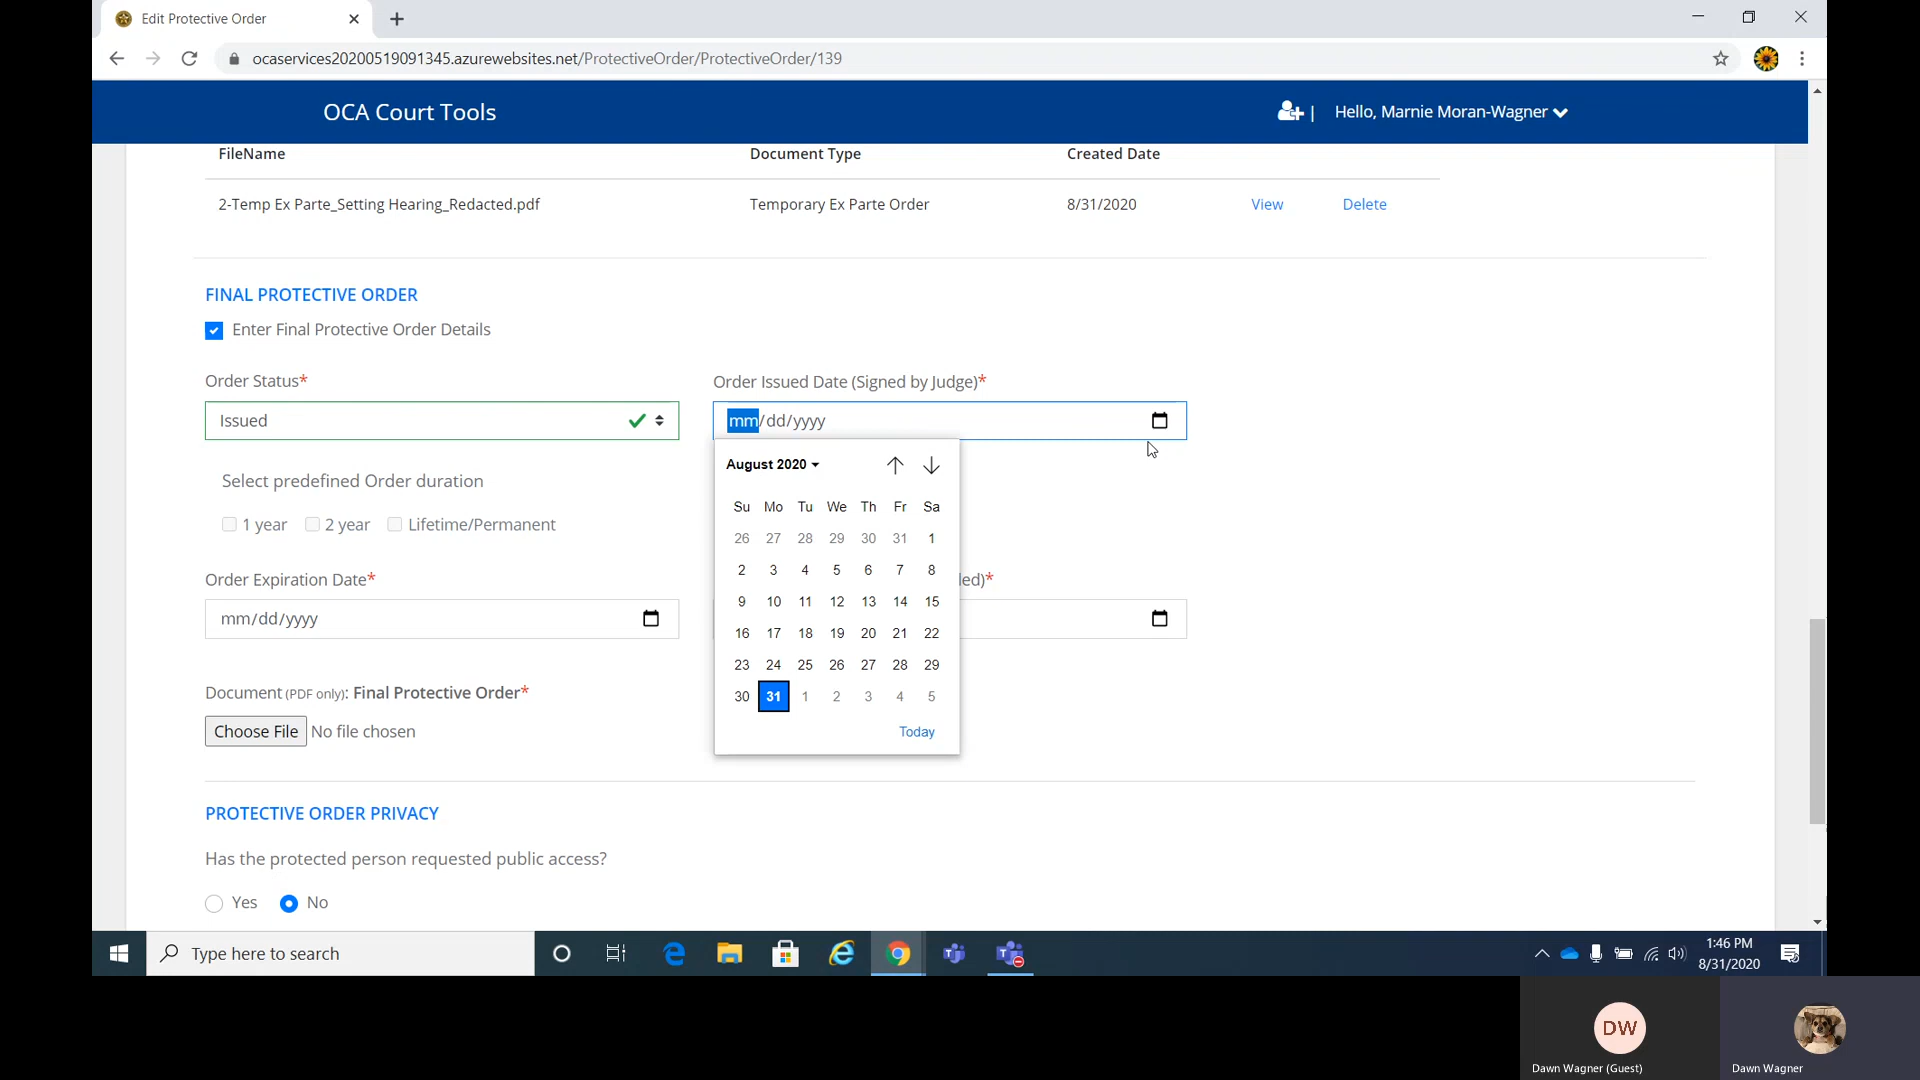 Edit Protective Order
ocaservices20200519091345.azurewebsites.net/ProtectiveOrder/ProtectiveOrder/139
OCA Court Tools
| Hello, Marnie Moran-Wagner
FileName Document Type Created Date
2-Temp Ex Parte_Setting Hearing_Redacted.pdf Temporary Ex Parte Order 8/31/2020 View Delete
FINAL PROTECTIVE ORDER
Enter Final Protective Order Details
Order Status* Order Issued Date (Signed by Judge)*
Issued mm/dd/yyyy
August 2020
Select predefined Order duration
Su Mo Tu We Th Fr Sa
1 year 2 year Lifetime/Permanent
26 27 28 29 30 31 1
2 3 4 5 6 7 8
Order Expiration Date* led)*
9 10 11 12 13 14 15
mm/dd/yyyy
16 17 18 19 20 21 22
23 24 25 26 27 28 29
Document (PDF only): Final Protective Order*
30 31 1 2 3 4 5
Choose File No file chosen
Today
PROTECTIVE ORDER PRIVACY
Has the protected person requested public access?
Yes No
Type here to search
1:46 PM
8/31/2020
DW
Dawn Wagner (Guest) Dawn Wagner